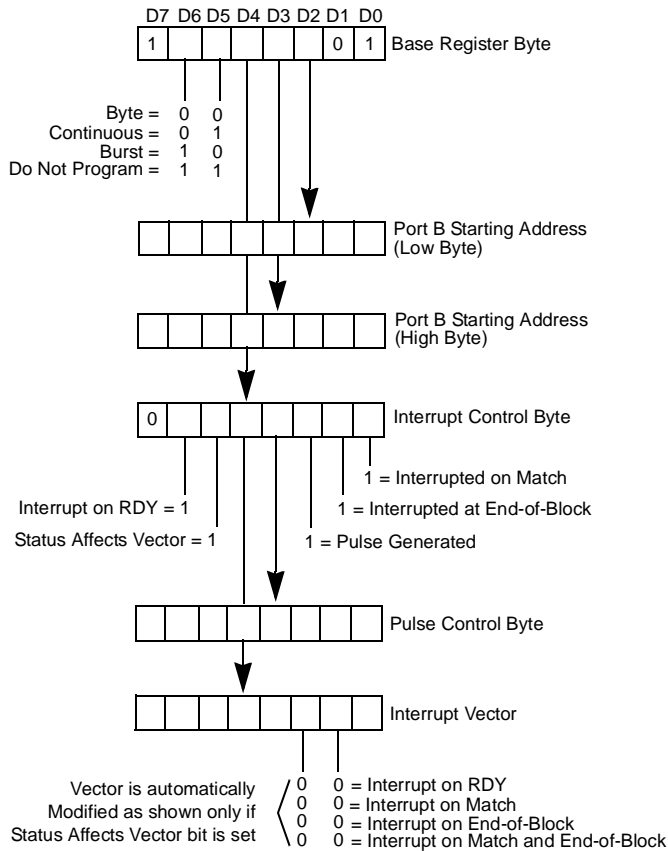 D7 D6 D5 D4 D3 D2 D1 D0
1 0 1 Base Register Byte
Byte = 0 0
Continuous = 0 1
Burst = 1 0
Do Not Program = 1 1
Port B Starting Address
(Low Byte)
Port B Starting Address
(High Byte)
0 Interrupt Control Byte
1 = Interrupted on Match
Interrupt on RDY = 1
1 = Interrupted at End-of-Block
Status Affects Vector = 1
1 = Pulse Generated
Pulse Control Byte
Interrupt Vector
Vector is automatically
Modified as shown only if
Status Affects Vector bit is set
0 0 = Interrupt on RDY
0 0 = Interrupt on Match
0 0 = Interrupt on End-of-Block
0 0 = Interrupt on Match and End-of-Block